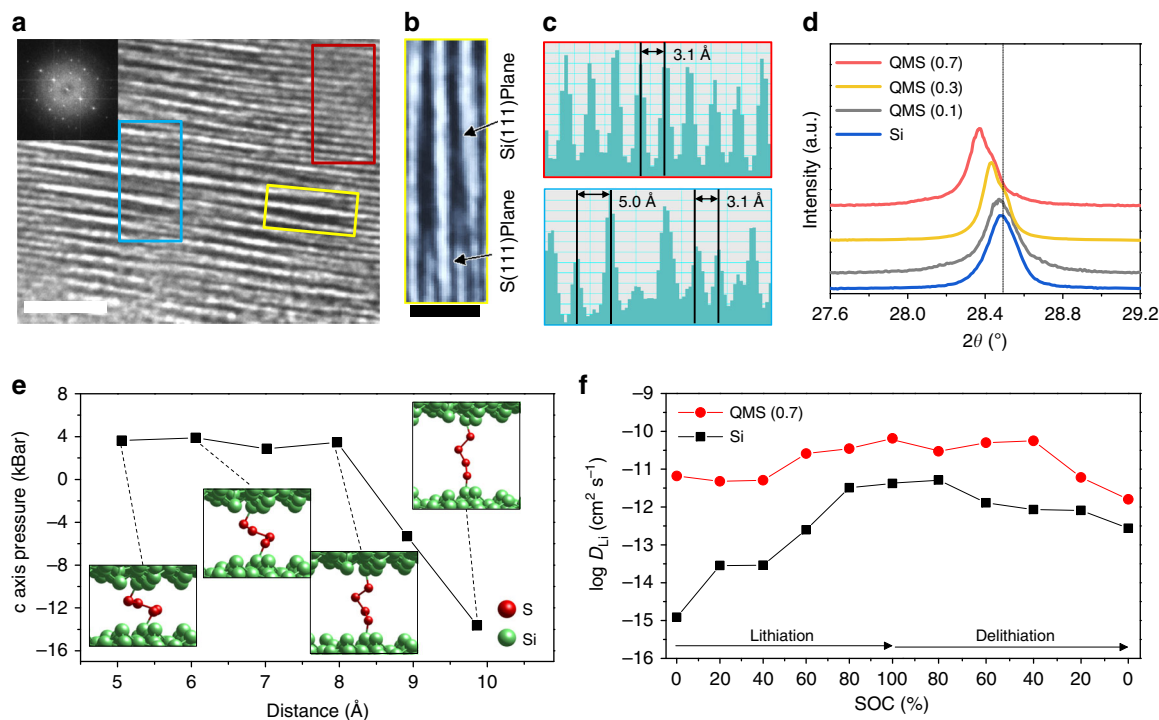 a
b
Si(111)Plane
S(111)Plane
c
3.1 Å
5.0 Å
3.1 Å
d
QMS (0.7)
QMS (0.3)
QMS (0.1)
Si
Intensity (a.u.)
27.6 28.0 28.4 28.8 29.2
2θ (°)
e
c axis pressure (kBar)
8
4
0
−4
−8
−12
−16
S
Si
5 6 7 8 9 10
Distance (Å)
f
log D_Li (cm² s⁻¹)
−9
−10
−11
−12
−13
−14
−15
−16
QMS (0.7)
Si
Lithiation Delithiation
0 20 40 60 80 100 80 60 40 20 0
SOC (%)